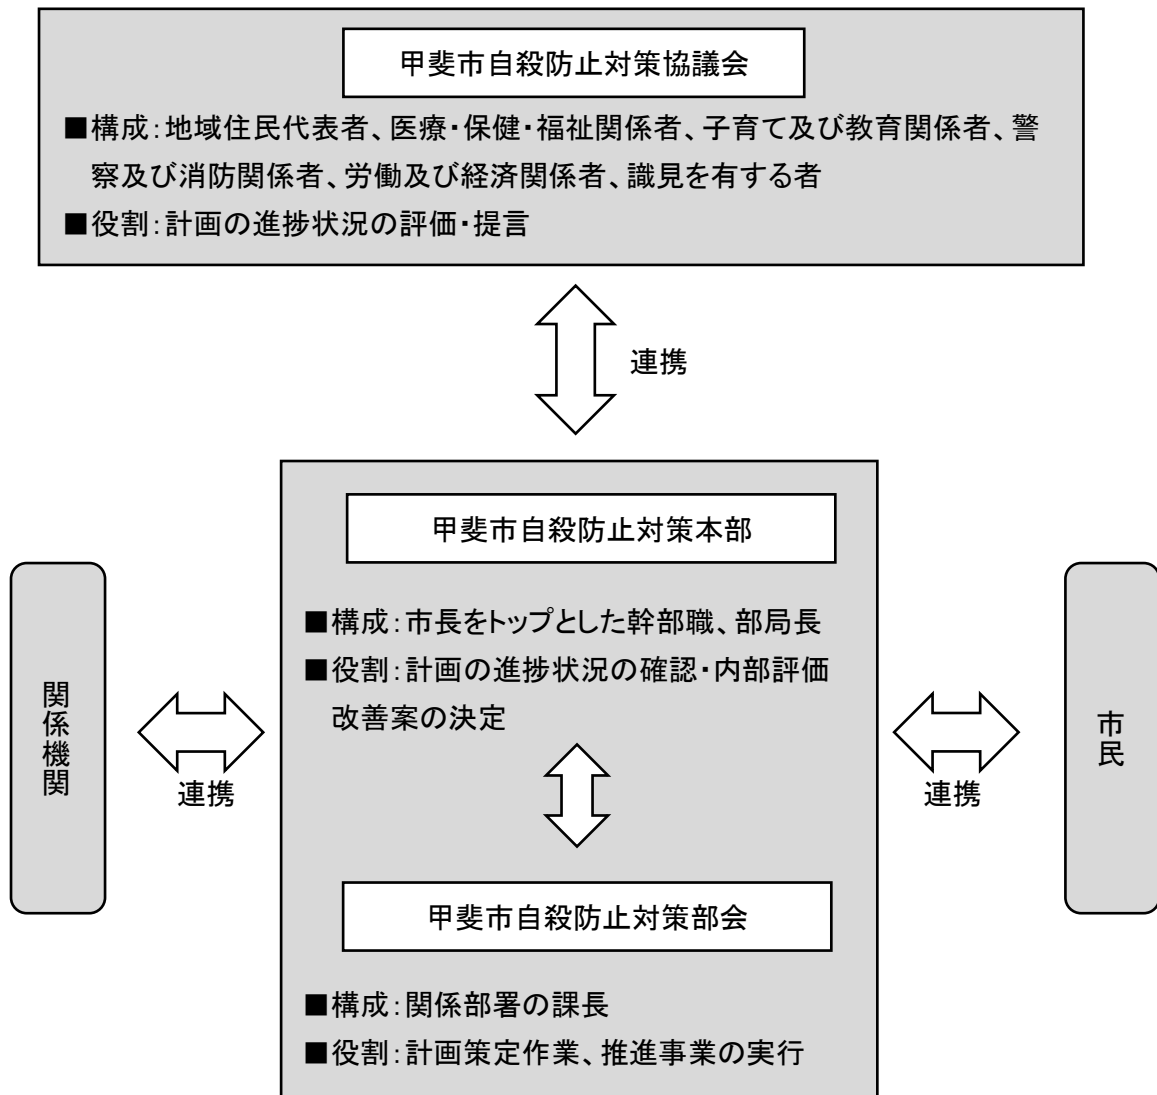 甲斐市自殺防止対策協議会
■構成：地域住民代表者、医療・保健・福祉関係者、子育て及び教育関係者、警
察及び消防関係者、労働及び経済関係者、識見を有する者
■役割：計画の進捗状況の評価・提言
連携
甲斐市自殺防止対策本部
■構成：市長をトップとした幹部職、部局長
■役割：計画の進捗状況の確認・内部評価
改善案の決定
関係機関
連携
連携
市民
甲斐市自殺防止対策部会
■構成：関係部署の課長
■役割：計画策定作業、推進事業の実行